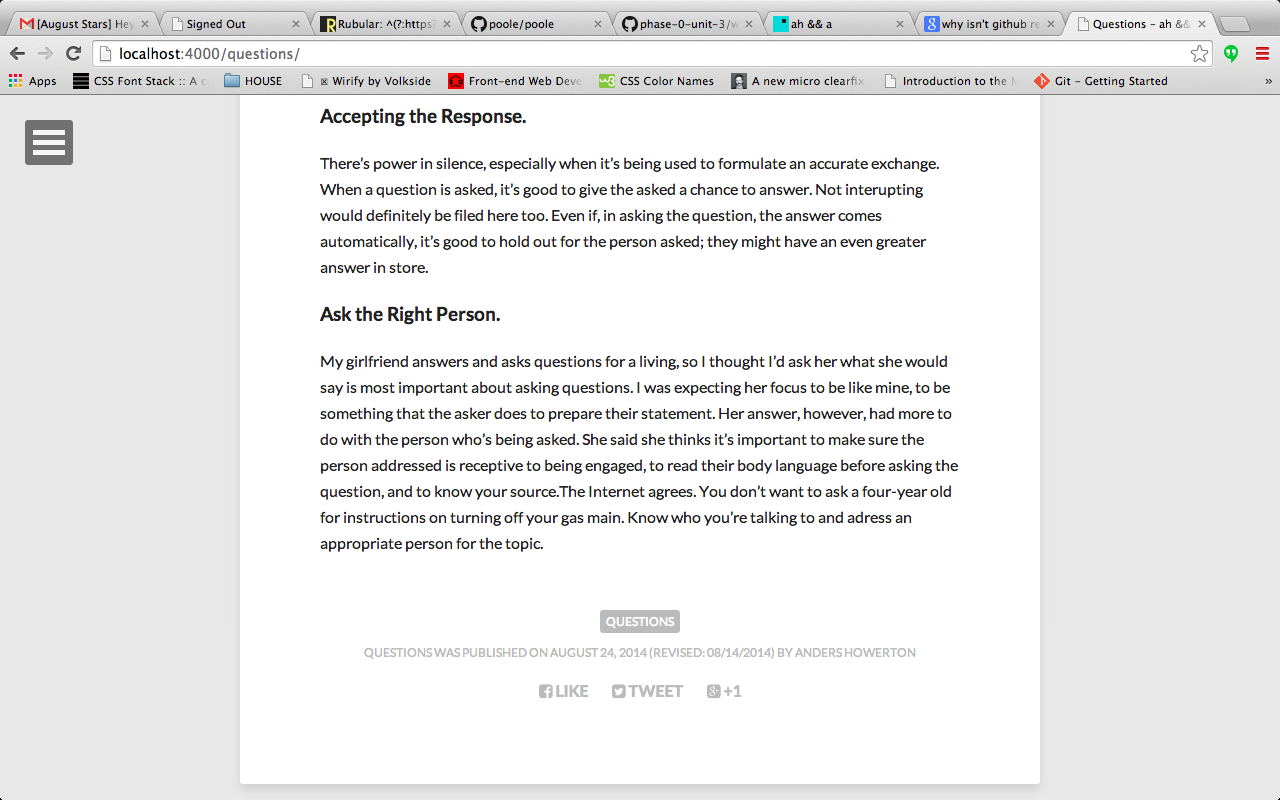 [August Stars] Hey
Signed Out
Rubular: ^(?:https?
poole/poole
phase-0-unit-3/w
ah && a
why isn't github re
Questions – ah &&
localhost:4000/questions/
Apps
CSS Font Stack :: A c
HOUSE
Wirify by Volkside
Front-end Web Deve
CSS Color Names
A new micro clearfix
Introduction to the M
Git – Getting Started
»
Accepting the Response.
There’s power in silence, especially when it’s being used to formulate an accurate exchange.
When a question is asked, it’s good to give the asked a chance to answer. Not interupting
would definitely be filed here too. Even if, in asking the question, the answer comes
automatically, it’s good to hold out for the person asked; they might have an even greater
answer in store.
Ask the Right Person.
My girlfriend answers and asks questions for a living, so I thought I’d ask her what she would
say is most important about asking questions. I was expecting her focus to be like mine, to be
something that the asker does to prepare their statement. Her answer, however, had more to
do with the person who’s being asked. She said she thinks it’s important to make sure the
person addressed is receptive to being engaged, to read their body language before asking the
question, and to know your source.The Internet agrees. You don’t want to ask a four-year old
for instructions on turning off your gas main. Know who you’re talking to and adress an
appropriate person for the topic.
QUESTIONS
QUESTIONS WAS PUBLISHED ON AUGUST 24, 2014 (REVISED: 08/14/2014) BY ANDERS HOWERTON
LIKE TWEET +1